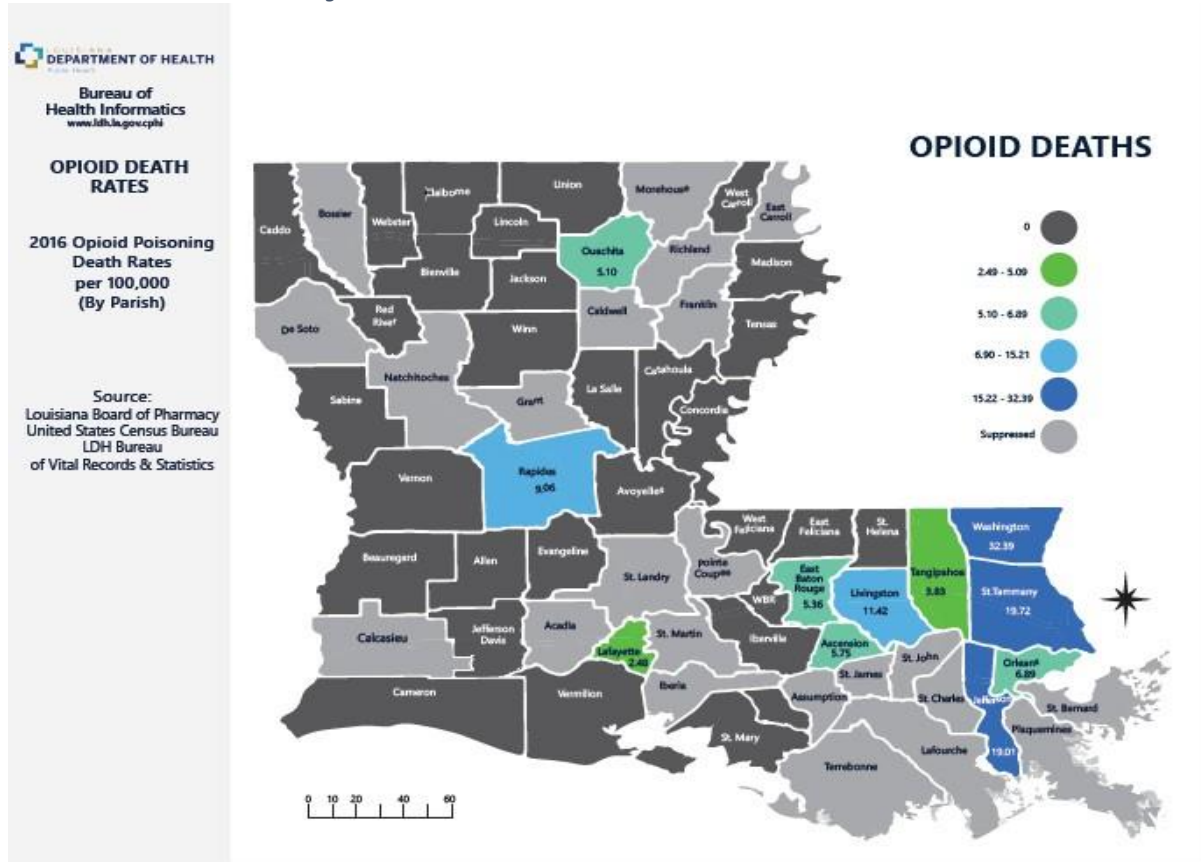 LOUISIANA
DEPARTMENT OF HEALTH
Bureau of
Health Informatics
www.ldh.la.gov.cphi
OPIOID DEATH
RATES
2016 Opioid Poisoning
Death Rates
per 100,000
(By Parish)
Source:
Louisiana Board of Pharmacy
United States Census Bureau
LDH Bureau
of Vital Records & Statistics
OPIOID DEATHS
0
2.49 - 5.09
5.10 - 6.89
6.90 - 15.21
15.22 - 32.39
Suppressed
Caddo
Bossier
Webster
Claiborne
Union
Morehouse
West
Carroll
East
Carroll
Lincoln
Ouachita
5.10
Richland
Madison
Bienville
Jackson
De Soto
Red
River
Caldwell
Franklin
Tensas
Winn
Natchitoches
Sabine
Grant
La Salle
Catahoula
Concordia
Vernon
Rapides
9.06
Avoyelles
West
Feliciana
East
Feliciana
St.
Helena
Tangipahoa
3.83
Washington
32.39
Beauregard
Allen
Evangeline
St. Landry
Pointe
Coupee
WBR
East
Baton
Rouge
5.36
Livingston
11.42
St.Tammany
19.72
Calcasieu
Jefferson
Davis
Acadia
Lafayette
2.48
St. Martin
Iberville
Ascension
5.75
St. John
Orleans
6.89
Cameron
Vermilion
Iberia
St. Mary
Assumption
St. James
St. Charles
Jefferson
19.01
St. Bernard
Plaquemines
Lafourche
Terrebonne
0 10 20 40 60